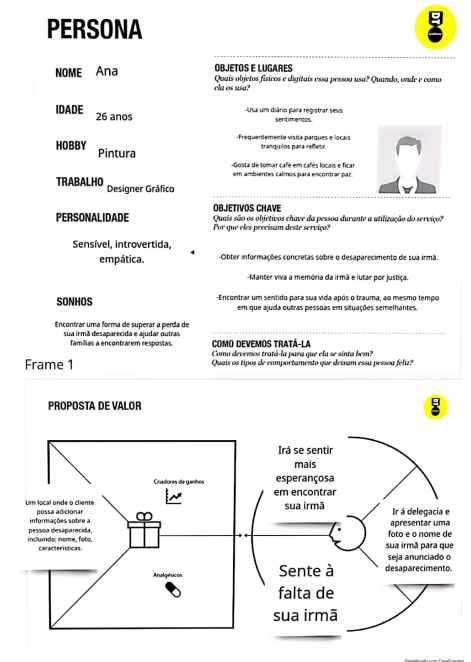 PERSONA
DT
academy
NOME Ana
IDADE 26 anos
HOBBY Pintura
TRABALHO Designer Gráfico
PERSONALIDADE
Sensível, introvertida,
empática.
SONHOS
Encontrar uma forma de superar a perda de
sua irmã desaparecida e ajudar outras
famílias a encontrarem respostas.
OBJETOS E LUGARES
Quais objetos físicos e digitais essa pessoa usa? Quando, onde e como
ela os usa?
-Usa um diário para registrar seus
sentimentos.
-Frequentemente visita parques e locais
tranquilos para refletir.
-Gosta de tomar café em cafés locais e ficar
em ambientes calmos para encontrar paz.
OBJETIVOS CHAVE
Quais são os objetivos chave da pessoa durante a utilização do serviço?
Por que eles precisam deste serviço?
-Obter informações concretas sobre o desaparecimento de sua irmã.
-Manter viva a memória da irmã e lutar por justiça.
-Encontrar um sentido para sua vida após o trauma, ao mesmo tempo
em que ajuda outras pessoas em situações semelhantes.
COMO DEVEMOS TRATÁ-LA
Como devemos tratá-la para que ela se sinta bem?
Quais os tipos de comportamento que deixam essa pessoa feliz?
Frame 1
PROPOSTA DE VALOR
DT
Um local onde o cliente
possa adicionar
informações sobre a
pessoa desaparecida,
incluindo: nome, foto,
caracteristicas.
Criadores de ganhos
Analgésicos
Irá se sentir
mais
esperançosa
em encontrar
sua irmã
Sente à
falta de
sua irmã
Ir á delegacia e
apresentar uma
foto e o nome de
sua irmã para que
seja anunciado o
desaparecimento.
Digitalizado com CamScanner